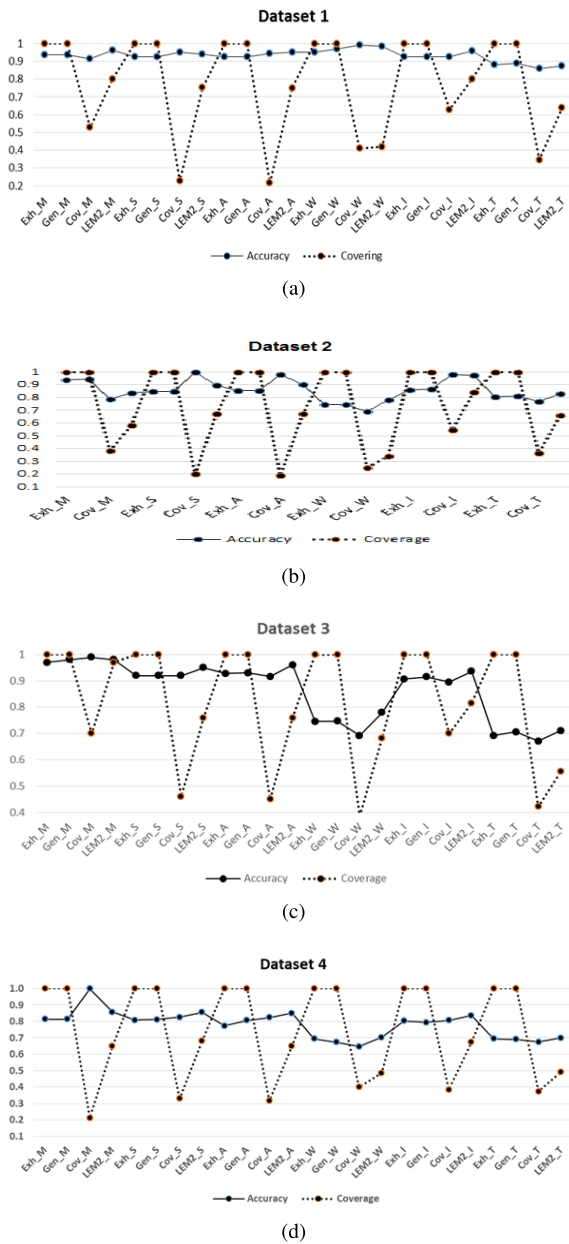 Dataset 1
1
0.9
0.8
0.7
0.6
0.5
0.4
0.3
0.2
Exh_M Gen_M Cov_M LEM2_M Exh_S Gen_S Cov_S LEM2_S Exh_A Gen_A Cov_A LEM2_A Exh_W Gen_W Cov_W LEM2_W Exh_I Gen_I Cov_I LEM2_I Exh_T Gen_T Cov_T LEM2_T
Accuracy Covering
(a)
Dataset 2
1
0.9
0.8
0.7
0.6
0.5
0.4
0.3
0.2
0.1
Exh_M Cov_M Exh_S Cov_S Exh_A Cov_A Exh_W Cov_W Exh_I Cov_I Exh_T Cov_T
Accuracy Coverage
(b)
Dataset 3
1
0.9
0.8
0.7
0.6
0.5
0.4
Exh_M Gen_M Cov_M LEM2_M Exh_S Gen_S Cov_S LEM2_S Exh_A Gen_A Cov_A LEM2_A Exh_W Gen_W Cov_W LEM2_W Exh_I Gen_I Cov_I LEM2_I Exh_T Gen_T Cov_T LEM2_T
Accuracy Coverage
(c)
Dataset 4
1.0
0.9
0.8
0.7
0.6
0.5
0.4
0.3
0.2
0.1
Exh_M Gen_M Cov_M LEM2_M Exh_S Gen_S Cov_S LEM2_S Exh_A Gen_A Cov_A LEM2_A Exh_W Gen_W Cov_W LEM2_W Exh_I Gen_I Cov_I LEM2_I Exh_T Gen_T Cov_T LEM2_T
Accuracy Coverage
(d)